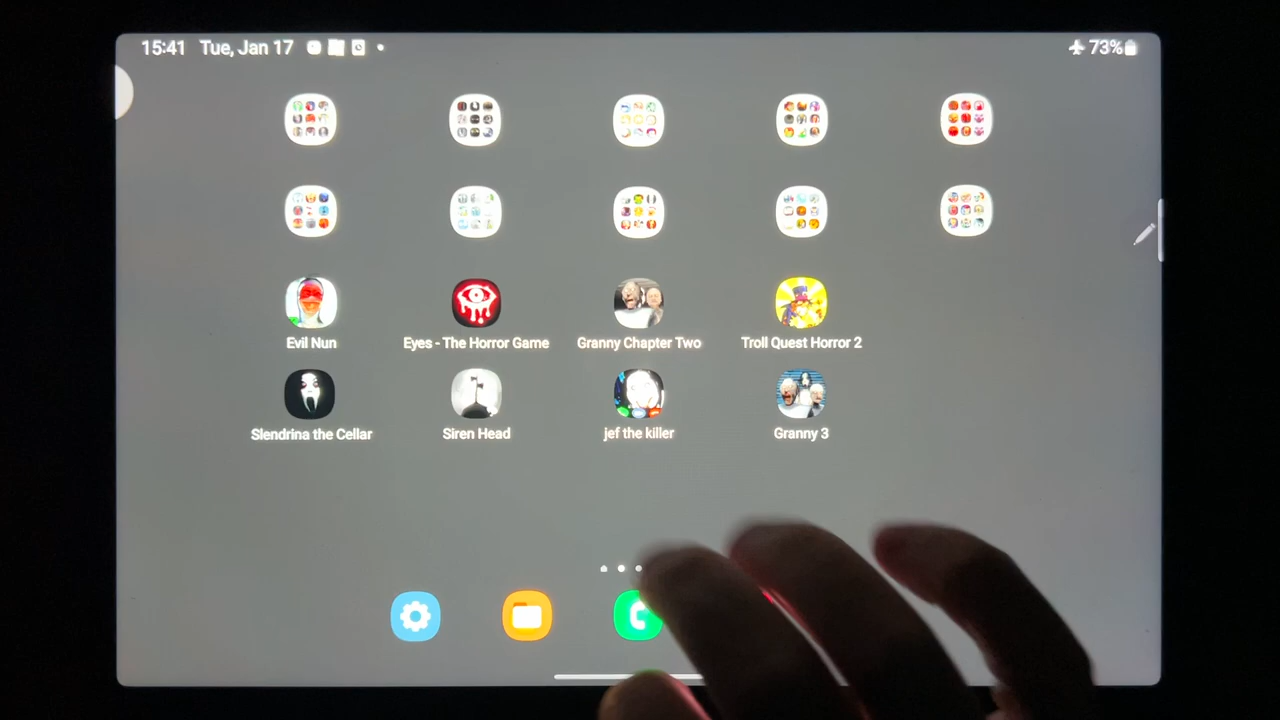 15:41 Tue, Jan 17 73%
Evil Nun
Eyes - The Horror Game
Granny Chapter Two
Troll Quest Horror 2
Slendrina the Cellar
Siren Head
jef the killer
Granny 3